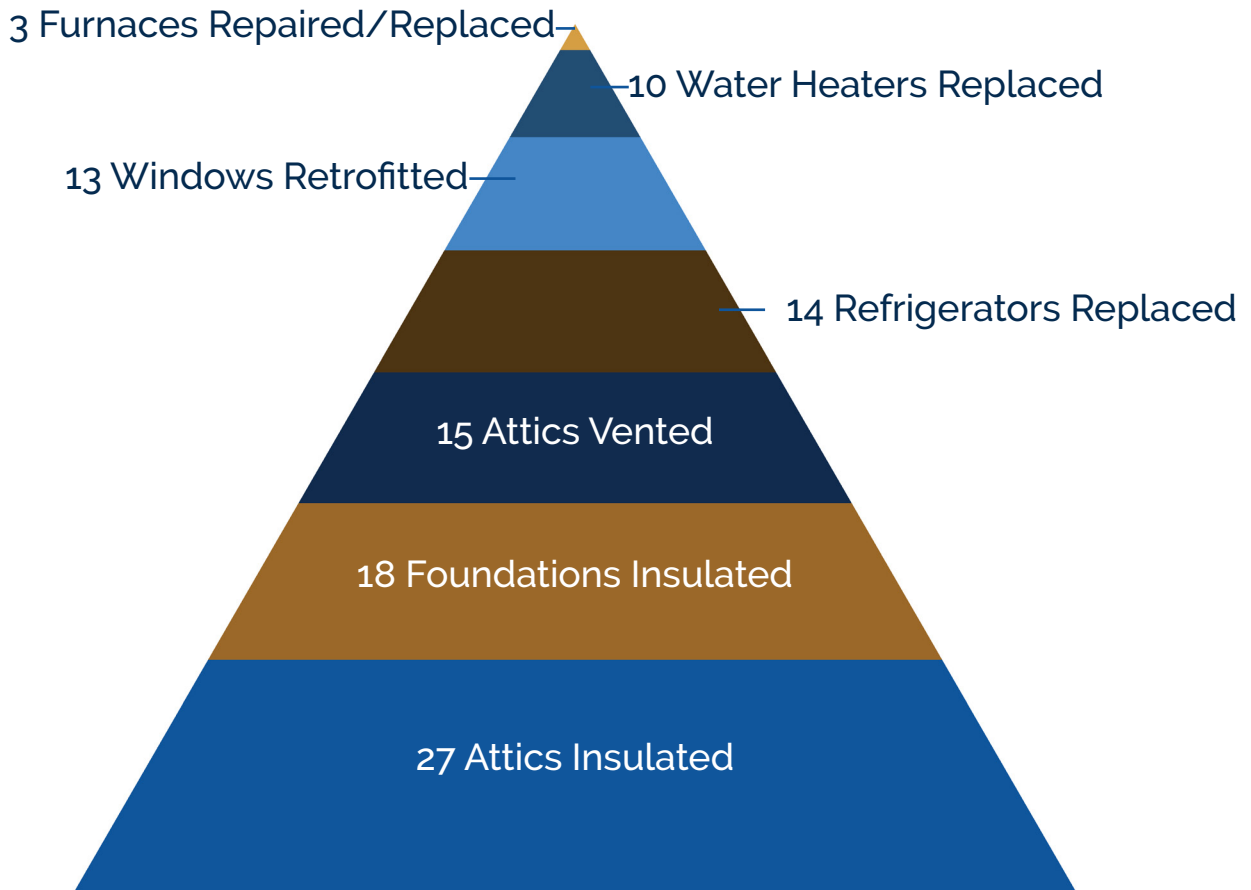 3 Furnaces Repaired/Replaced
10 Water Heaters Replaced
13 Windows Retrofitted
14 Refrigerators Replaced
15 Attics Vented
18 Foundations Insulated
27 Attics Insulated